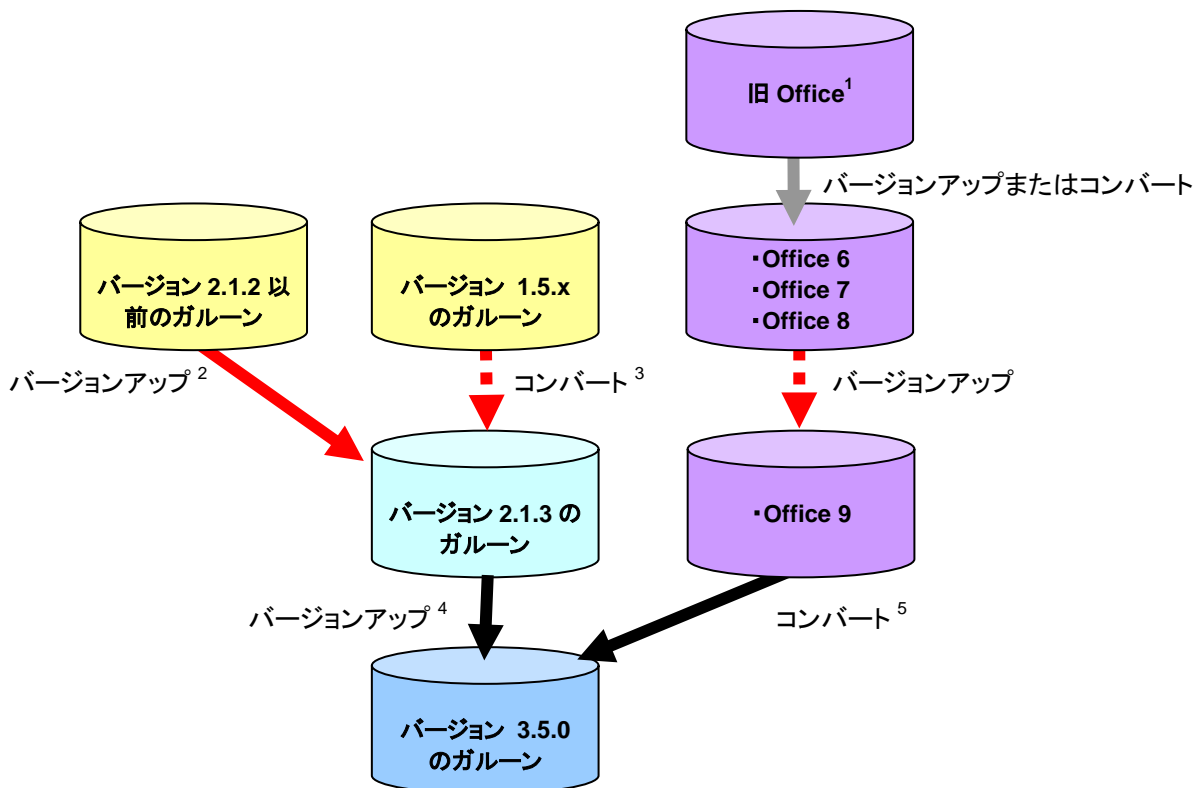 旧 Office1
バージョンアップまたはコンバート
バージョン 2.1.2 以
前のガルーン
バージョン 1.5.x
のガルーン
▪Office 6
▪Office 7
▪Office 8
バージョンアップ 2
コンバート 3
バージョンアップ
バージョン 2.1.3 の
ガルーン
▪Office 9
バージョンアップ 4
コンバート 5
バージョン 3.5.0
のガルーン